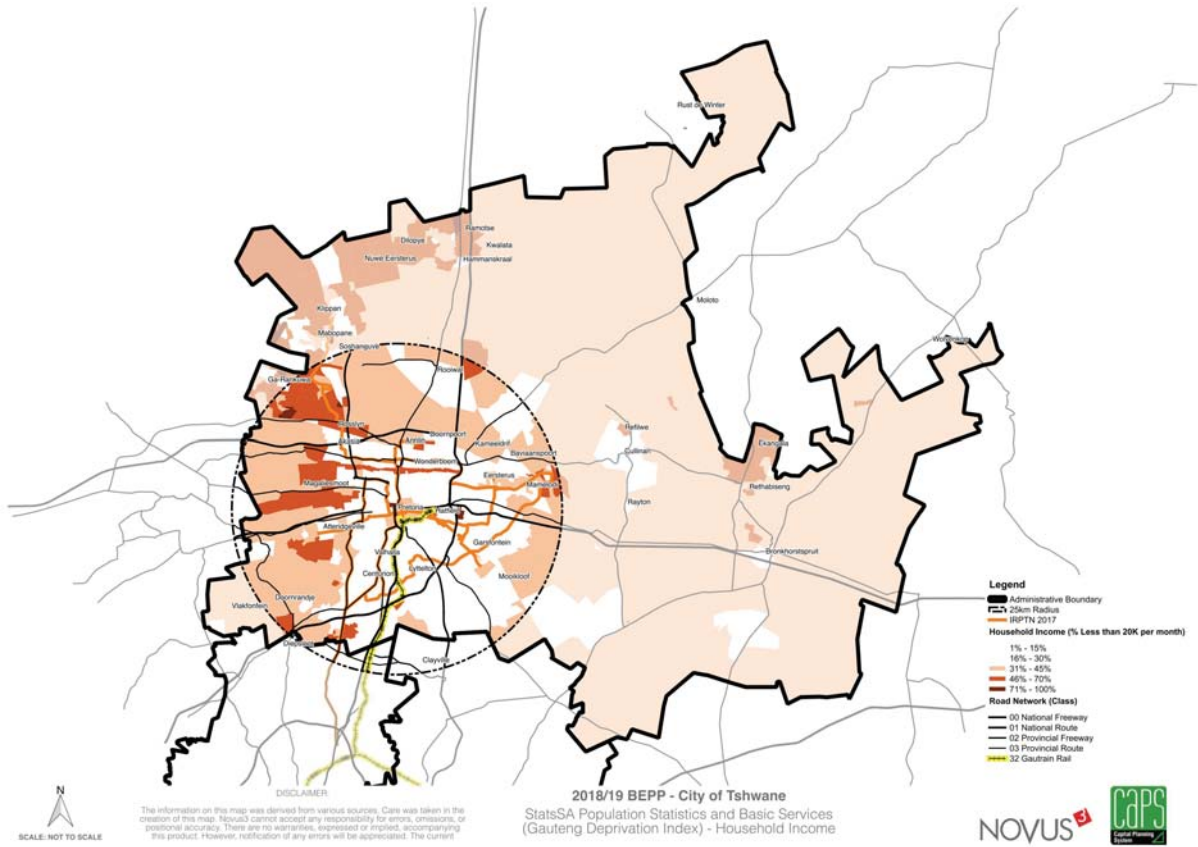 Rust de Winter
Ramotse
Dilopye
Kwalata
Nuwe Eersterus
Hammanskraal
Moloto
Klippan
Mabopane
Soshanguve
Rooiwal
Ga-Rankuwa
Rosslyn
Akasia
Annlin
Doornpoort
Kameeldrif
Refilwe
Ekangala
Wonderboom
Baviaanspoort
Cullinan
Eersterus
Mamelodi
Magaliesmoot
Rethabiseng
Pretoria
Hatfield
Rayton
Atteridgeville
Garsfontein
Valhalla
Bronkhorstspruit
Centurion
Lyttelton
Mooikloof
Doornrandje
Vlakfontein
Diepsloot
Clayville
Legend
Administrative Boundary
25km Radius
IRPTN 2017
Household Income (% Less than 20K per month)
1% - 15%
16% - 30%
31% - 45%
46% - 70%
71% - 100%
Road Network (Class)
00 National Freeway
01 National Route
02 Provincial Freeway
03 Provincial Route
32 Gautrain Rail
N
SCALE: NOT TO SCALE
DISCLAIMER:
The information on this map was derived from various sources. Care was taken in the
creation of this map. Novus3 cannot accept any responsibility for errors, omissions, or
positional accuracy. There are no warranties, expressed or implied, accompanying
this product. However, notification of any errors will be appreciated. The current
2018/19 BEPP - City of Tshwane
StatsSA Population Statistics and Basic Services
(Gauteng Deprivation Index) - Household Income
NOVUS3
CaPS
Capital Planning
System